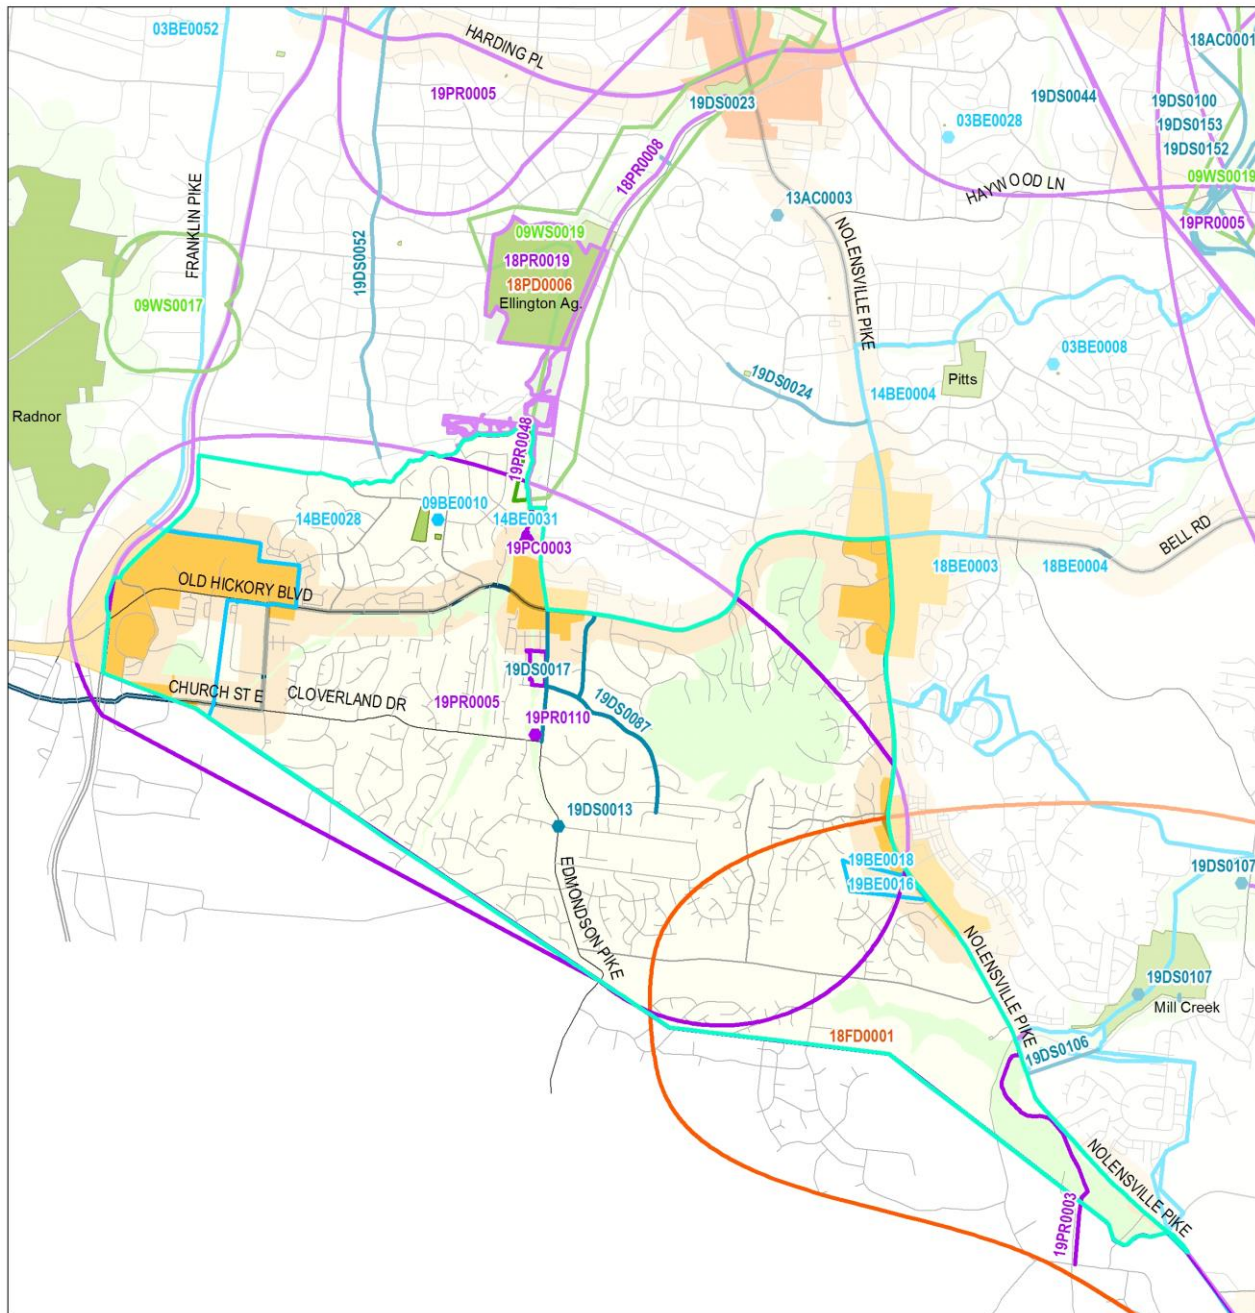 03BE0052
HARDING PL
18AC0001
19PR0005
19DS0023
19DS0044
19DS0100
19DS0153
19DS0152
03BE0028
18PR0008
09WS0019
HAYWOOD LN
FRANKLIN PIKE
19DS0052
13AC0003
NOLENSVILLE PIKE
19PR0005
09WS0019
18PR0019
18PD0006
Ellington Ag.
09WS0017
03BE0008
Radnor
19DS0024
Pitts
14BE0004
19PR0048
09BE0010
14BE0028
14BE0031
19PC0003
BELL RD
18BE0003
18BE0004
OLD HICKORY BLVD
19DS0017
CHURCH ST E
CLOVERLAND DR
19PR0005
19PR0110
19DS0087
19DS0013
19BE0018
19BE0016
19DS0107
EDMONDSON PIKE
NOLENSVILLE PIKE
19DS0107
Mill Creek
18FD0001
19DS0106
NOLENSVILLE PIKE
19PR0003